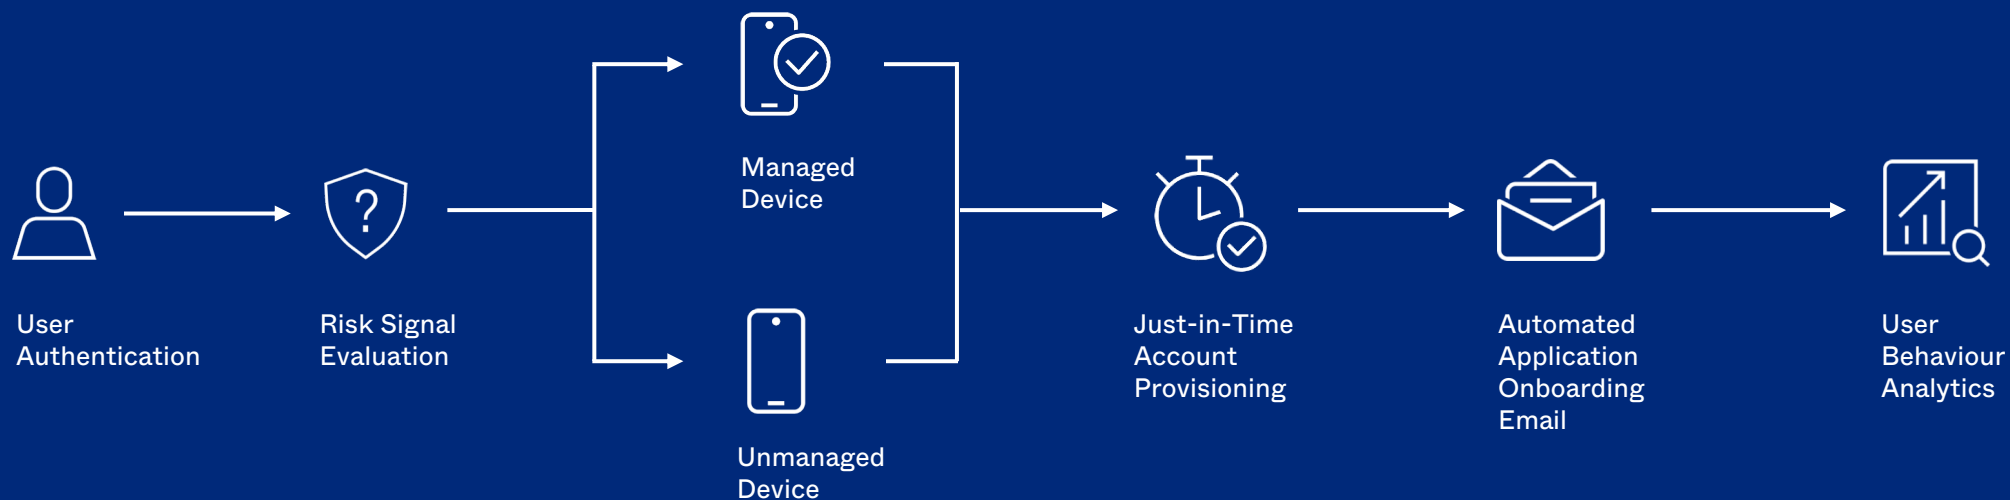 User
Authentication
Risk Signal
Evaluation
Managed
Device
Unmanaged
Device
Just-in-Time
Account
Provisioning
Automated
Application
Onboarding
Email
User
Behaviour
Analytics